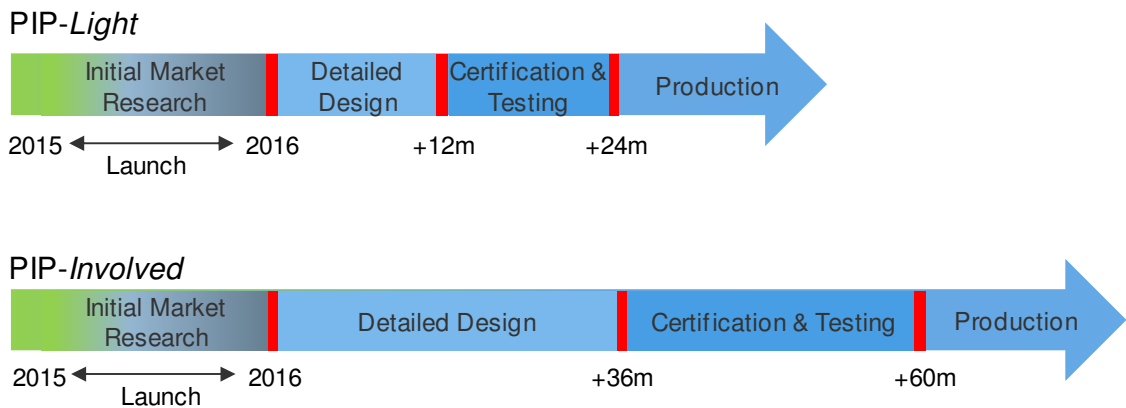 PIP-Light
Initial Market
Research
Detailed
Design
Certification &
Testing
Production
2015
Launch
2016
+12m
+24m
PIP-Involved
Initial Market
Research
Detailed Design
Certification & Testing
Production
2015
Launch
2016
+36m
+60m